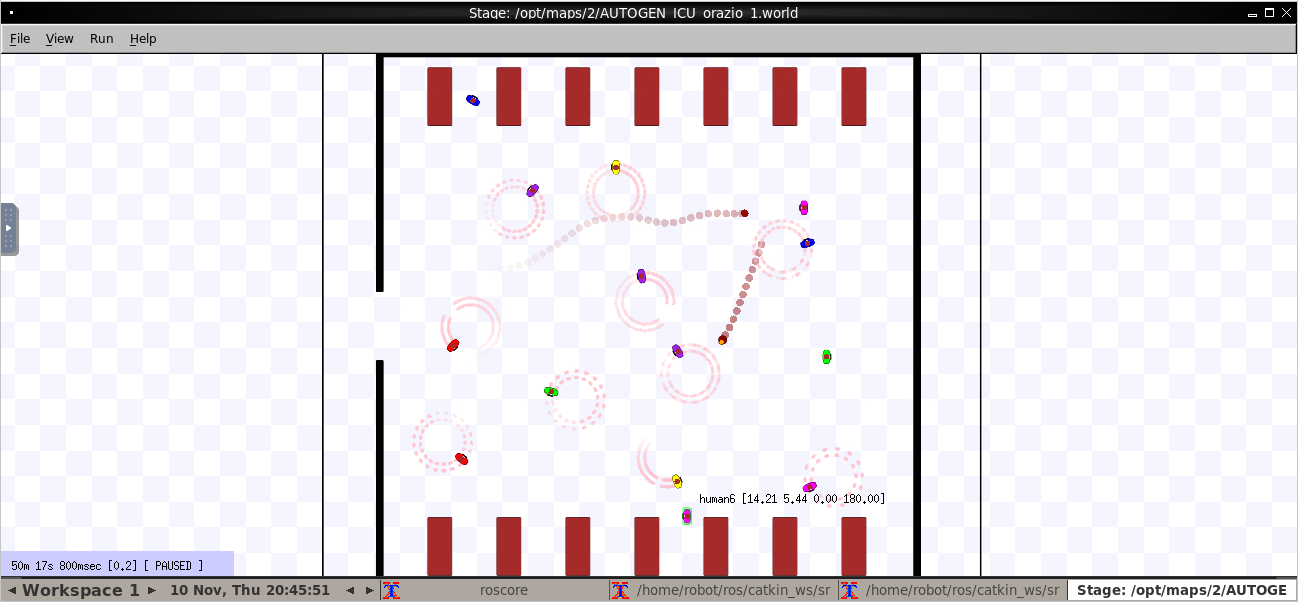 Stage: /opt/maps/2/AUTOGEN_ICU_orazio_1.world
File View Run Help
human6 [14.21 5.44 0.00 180.00]
50m 17s 800msec [0.2] [ PAUSED ]
Workspace 1 10 Nov, Thu 20:45:51 roscore /home/robot/ros/catkin_ws/sr /home/robot/ros/catkin_ws/sr Stage: /opt/maps/2/AUTOGE